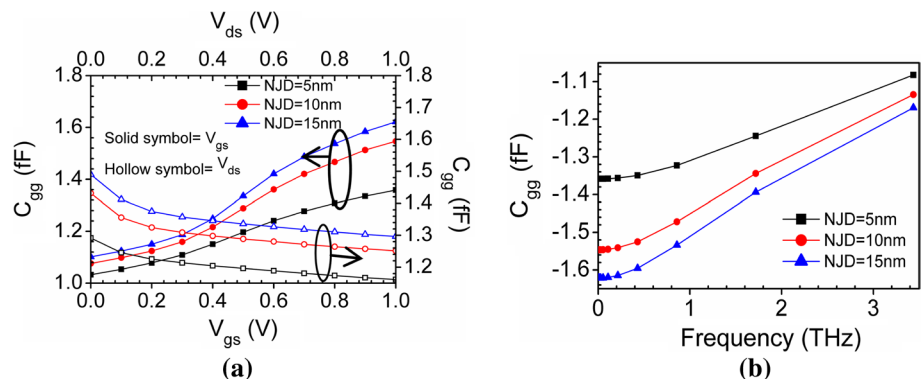 (a)
V_ds (V)
0.0 0.2 0.4 0.6 0.8 1.0
C_gg (fF)
1.8
1.6
1.4
1.2
1.0
NJD=5nm
NJD=10nm
NJD=15nm
Solid symbol= V_gs
Hollow symbol= V_ds
1.8
1.7
1.6
1.5
1.4
1.3
1.2
C_gg (fF)
0.0 0.2 0.4 0.6 0.8 1.0
V_gs (V)
(a)
b)
C_gg (fF)
-1.1
-1.2
-1.3
-1.4
-1.5
-1.6
NJD=5nm
NJD=10nm
NJD=15nm
0 1 2 3
Frequency (THz)
(b)